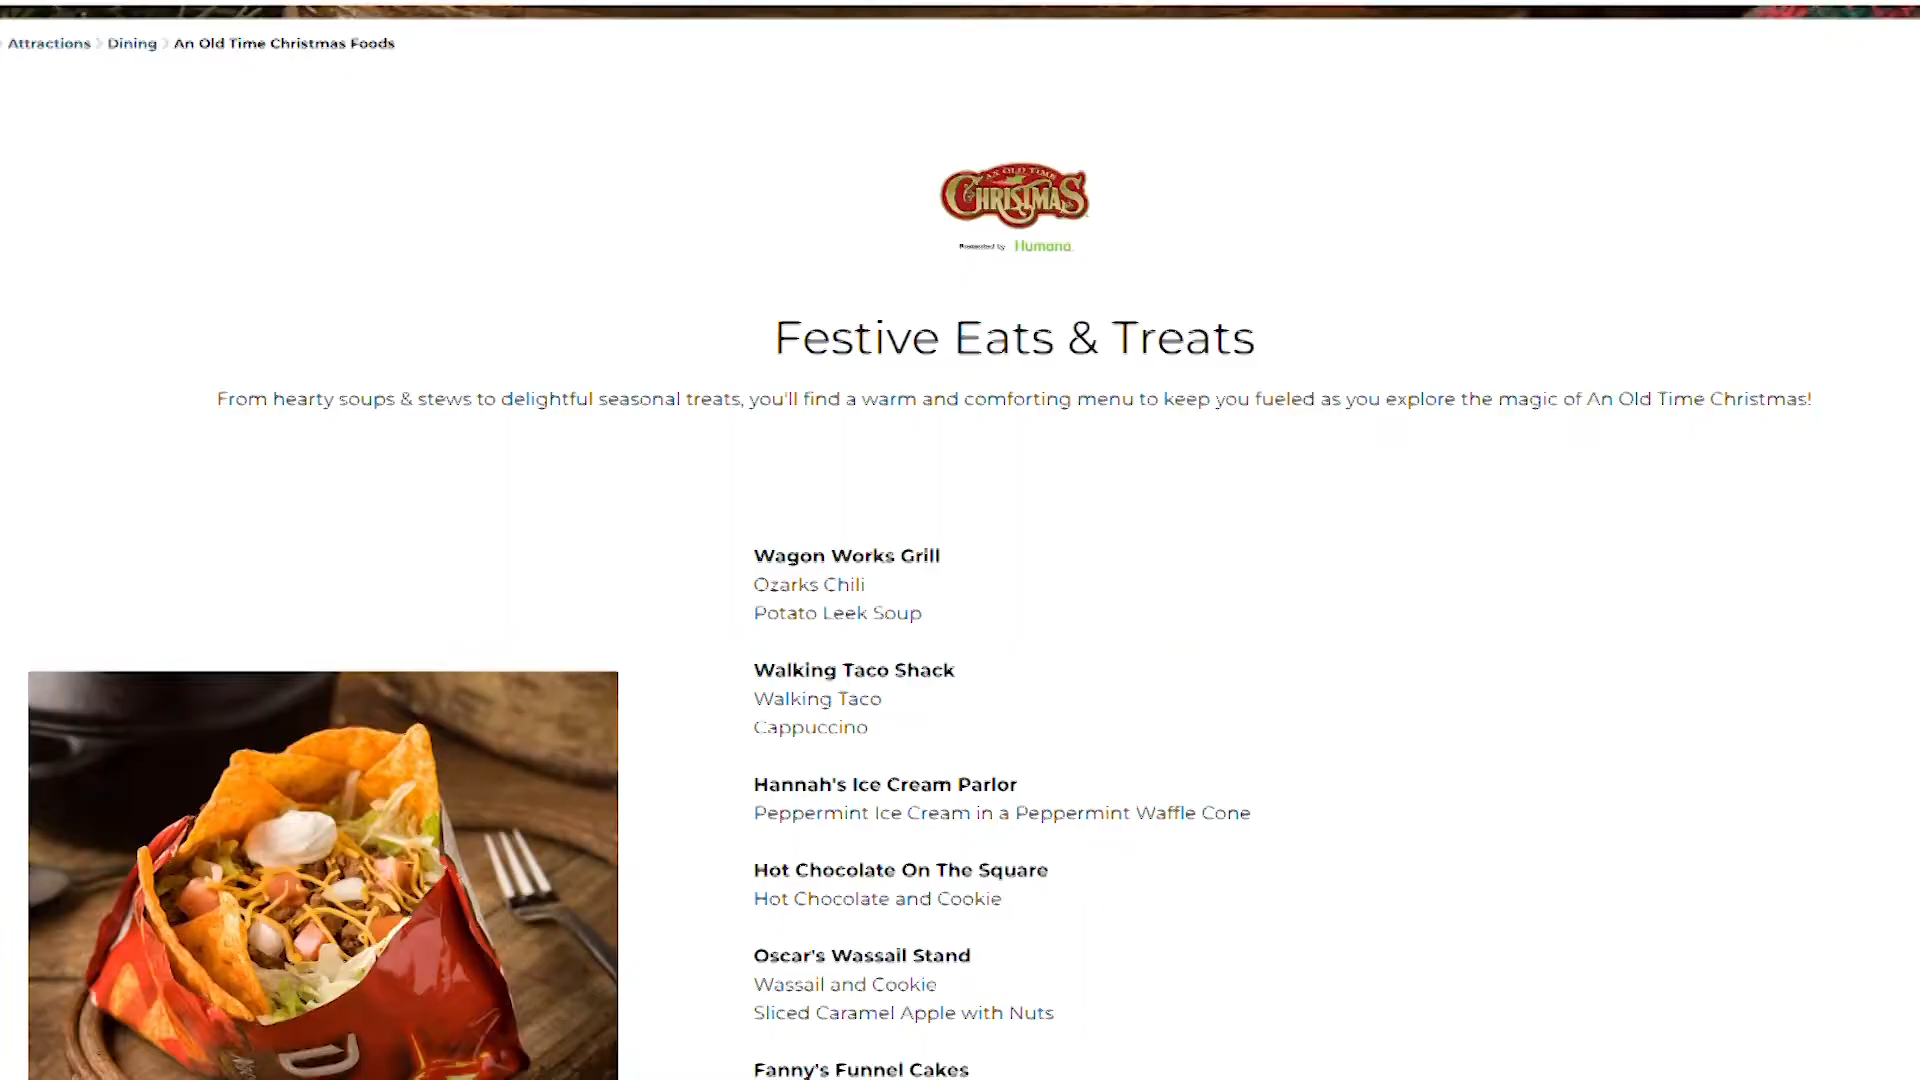 Attractions > Dining > An Old Time Christmas Foods
AN OLD TIME
CHRISTMAS
Presented by Humana.
Festive Eats & Treats
From hearty soups & stews to delightful seasonal treats, you'll find a warm and comforting menu to keep you fueled as you explore the magic of An Old Time Christmas!
Wagon Works Grill
Ozarks Chili
Potato Leek Soup
Walking Taco Shack
Walking Taco
Cappuccino
Hannah's Ice Cream Parlor
Peppermint Ice Cream in a Peppermint Waffle Cone
Hot Chocolate On The Square
Hot Chocolate and Cookie
Oscar's Wassail Stand
Wassail and Cookie
Sliced Caramel Apple with Nuts
Fanny's Funnel Cakes